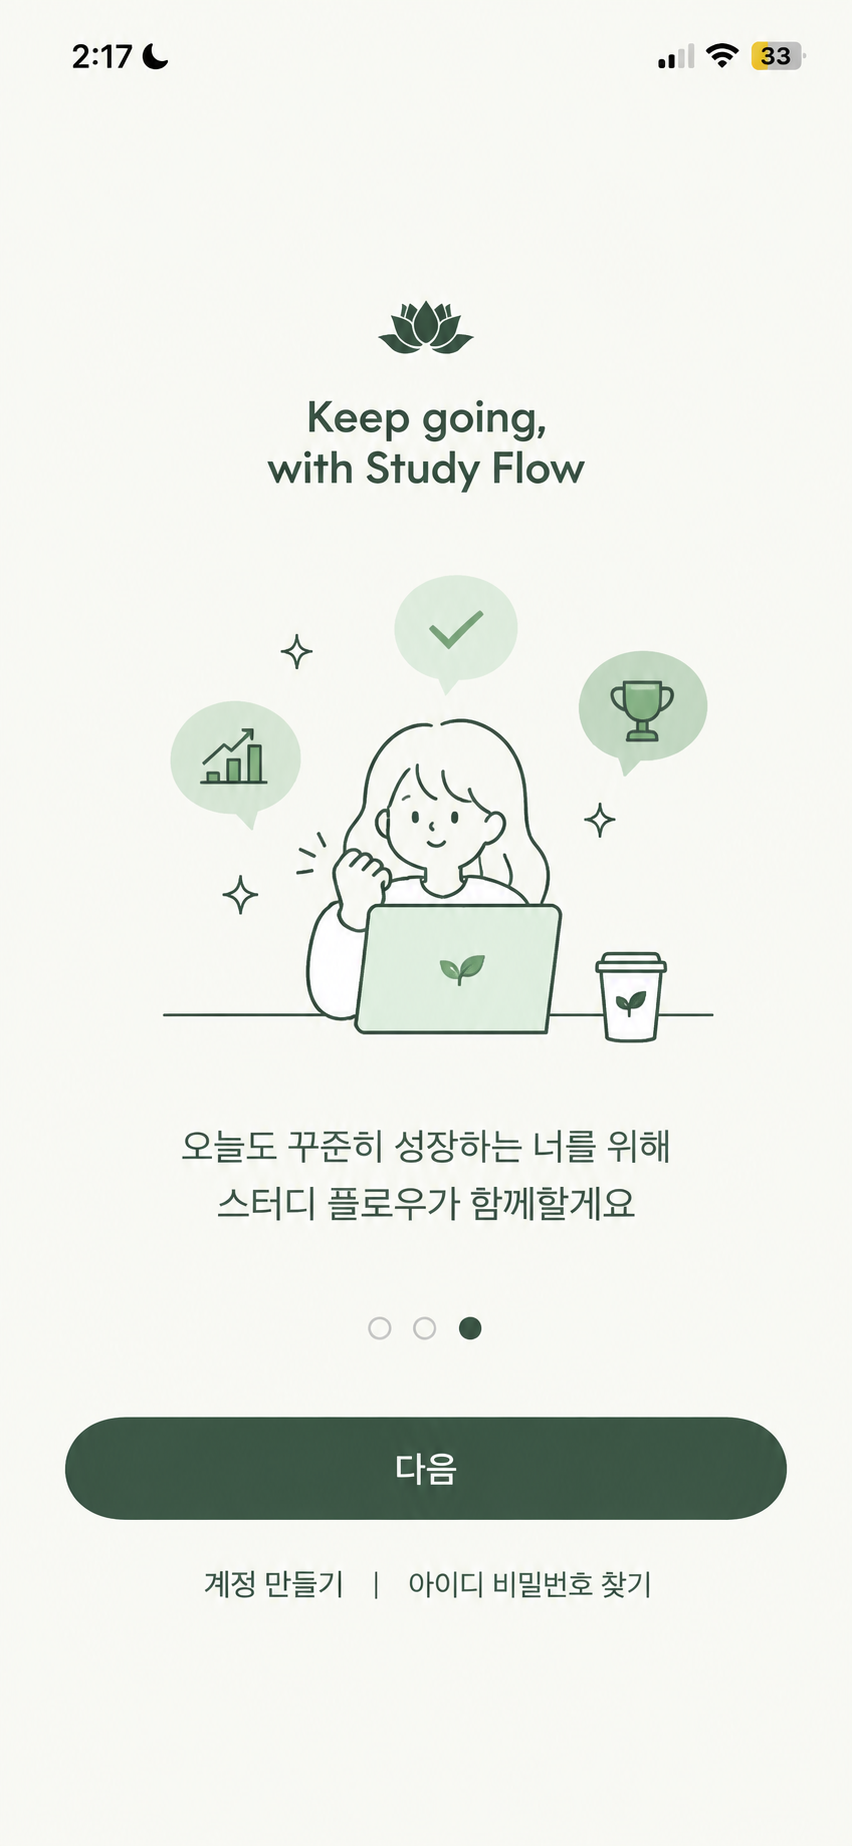 2:17
33
Keep going,
with Study Flow
오늘도 꾸준히 성장하는 너를 위해
스터디 플로우가 함께할게요
다음
계정 만들기 | 아이디 비밀번호 찾기